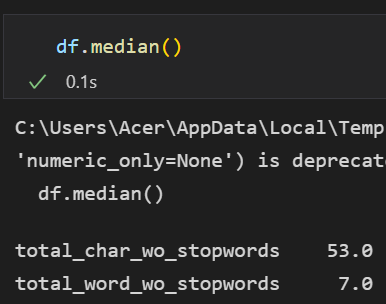 df.median()
0.1s
C:\Users\Acer\AppData\Local\Temp
'numeric_only=None') is deprecate
df.median()
total_char_wo_stopwords 53.0
total_word_wo_stopwords 7.0